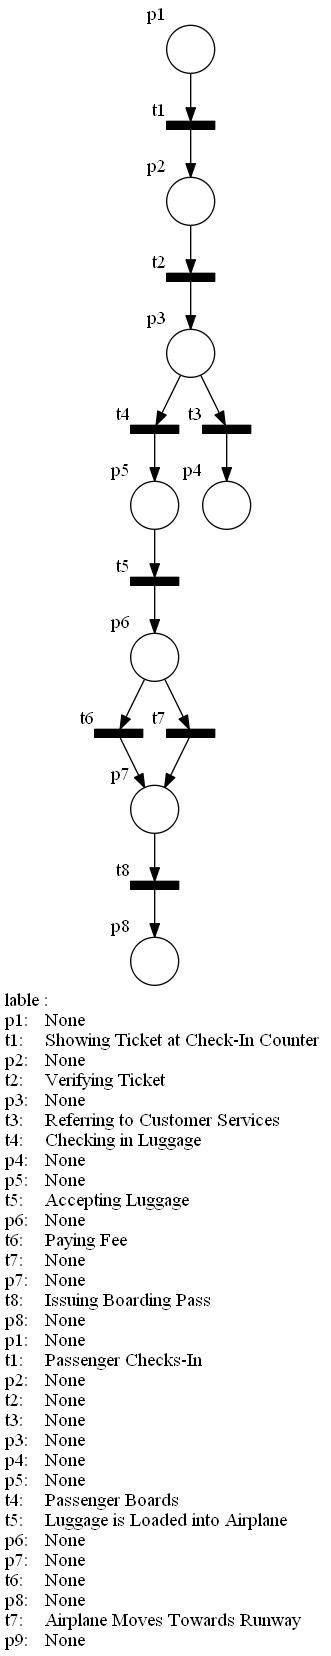 p1
t1
p2
t2
p3
t4 t3
p5 p4
t5
p6
t6 t7
p7
t8
p8
lable :
p1: None
t1: Showing Ticket at Check-In Counter
p2: None
t2: Verifying Ticket
p3: None
t3: Referring to Customer Services
t4: Checking in Luggage
p4: None
p5: None
t5: Accepting Luggage
p6: None
t6: Paying Fee
t7: None
p7: None
t8: Issuing Boarding Pass
p8: None
p1: None
t1: Passenger Checks-In
p2: None
t2: None
t3: None
p3: None
p4: None
p5: None
t4: Passenger Boards
t5: Luggage is Loaded into Airplane
p6: None
p7: None
t6: None
p8: None
t7: Airplane Moves Towards Runway
p9: None